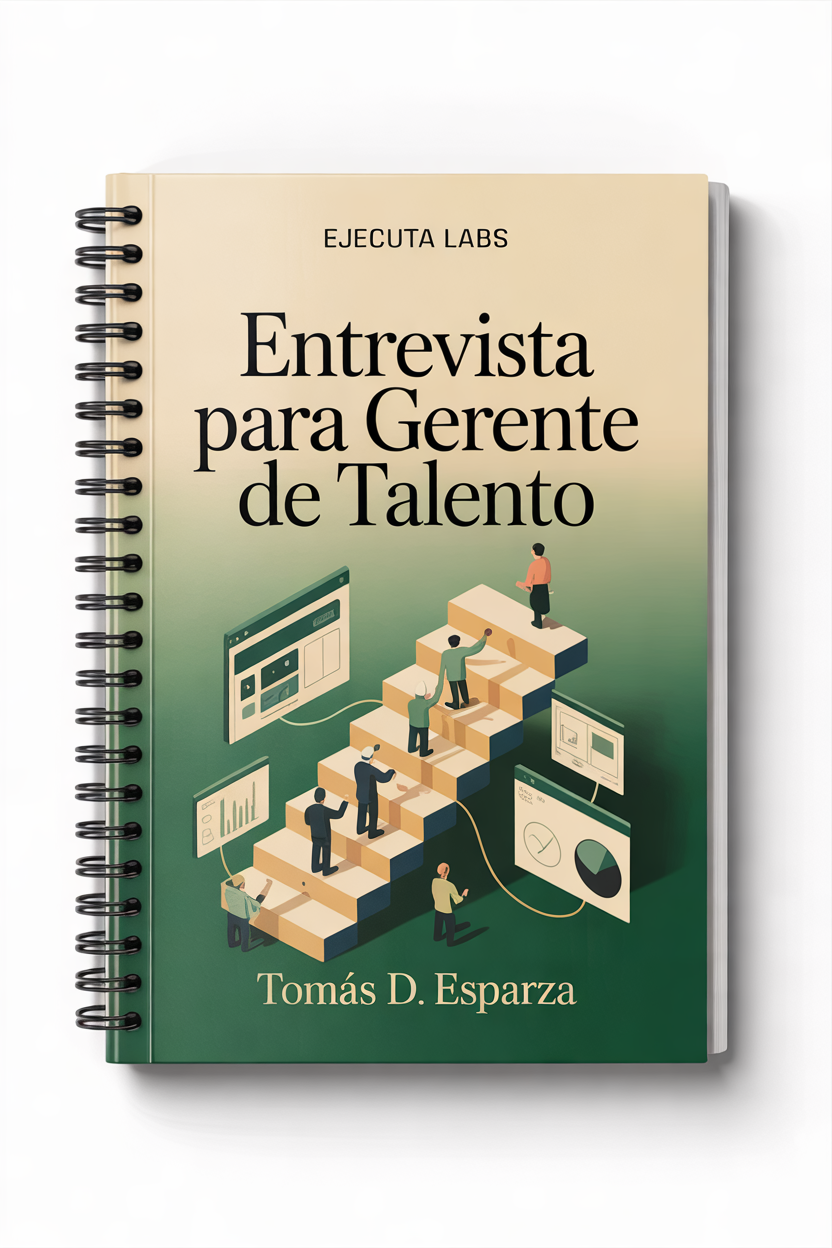 EJECUTA LABS
Entrevista
para Gerente
de Talento
Tomás D. Esparza